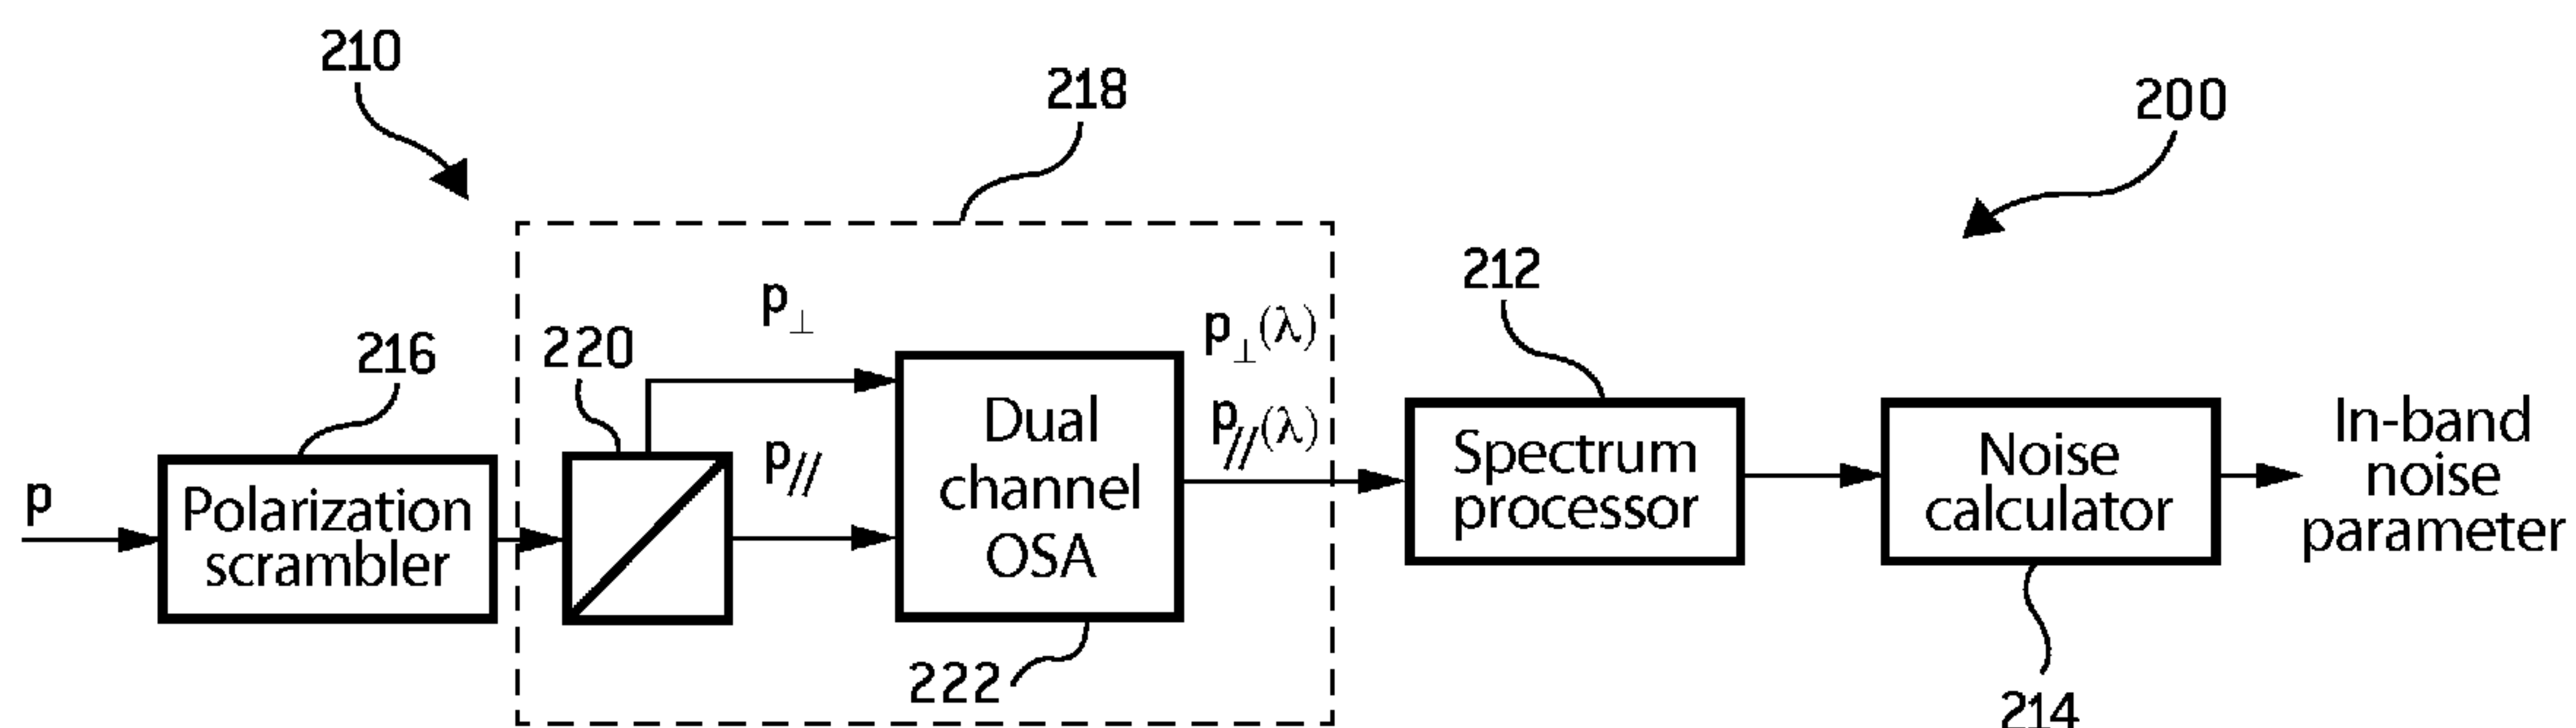 210
218
200
212
p⊥
p⊥(λ)
216
220
p//
p//(λ)
p
Polarization
scrambler
Dual
channel
OSA
Spectrum
processor
Noise
calculator
In-band
noise
parameter
222
214